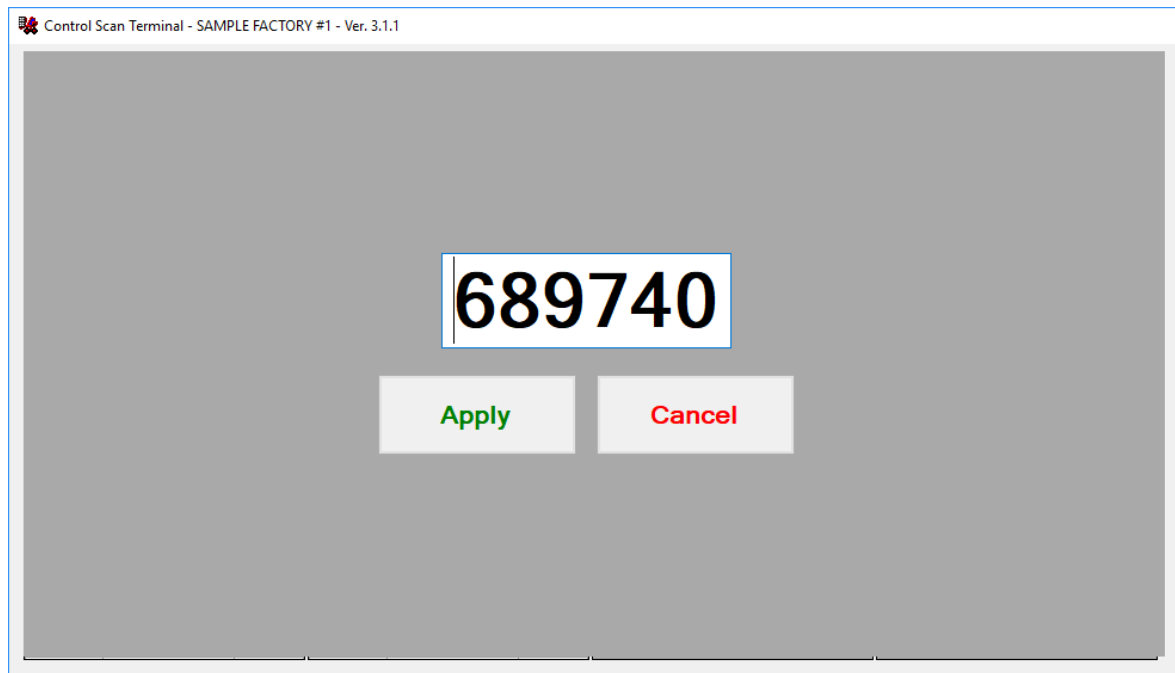 Control Scan Terminal - SAMPLE FACTORY #1 - Ver. 3.1.1
689740
Apply Cancel